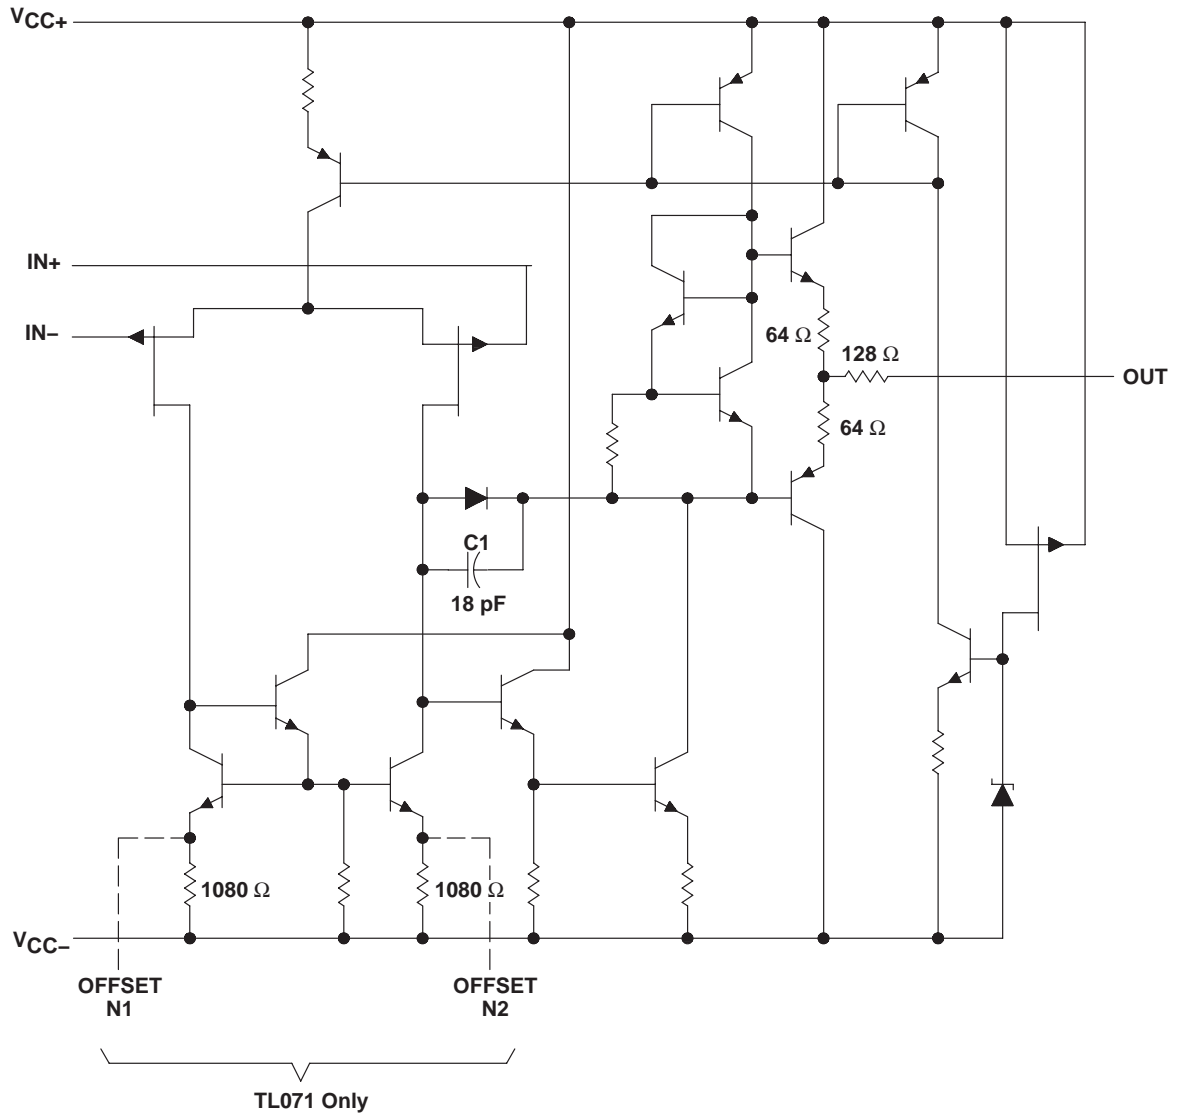 VCC+
IN+
IN–
64 Ω
128 Ω
OUT
64 Ω
C1
18 pF
1080 Ω
1080 Ω
VCC–
OFFSET
N1
OFFSET
N2
TL071 Only